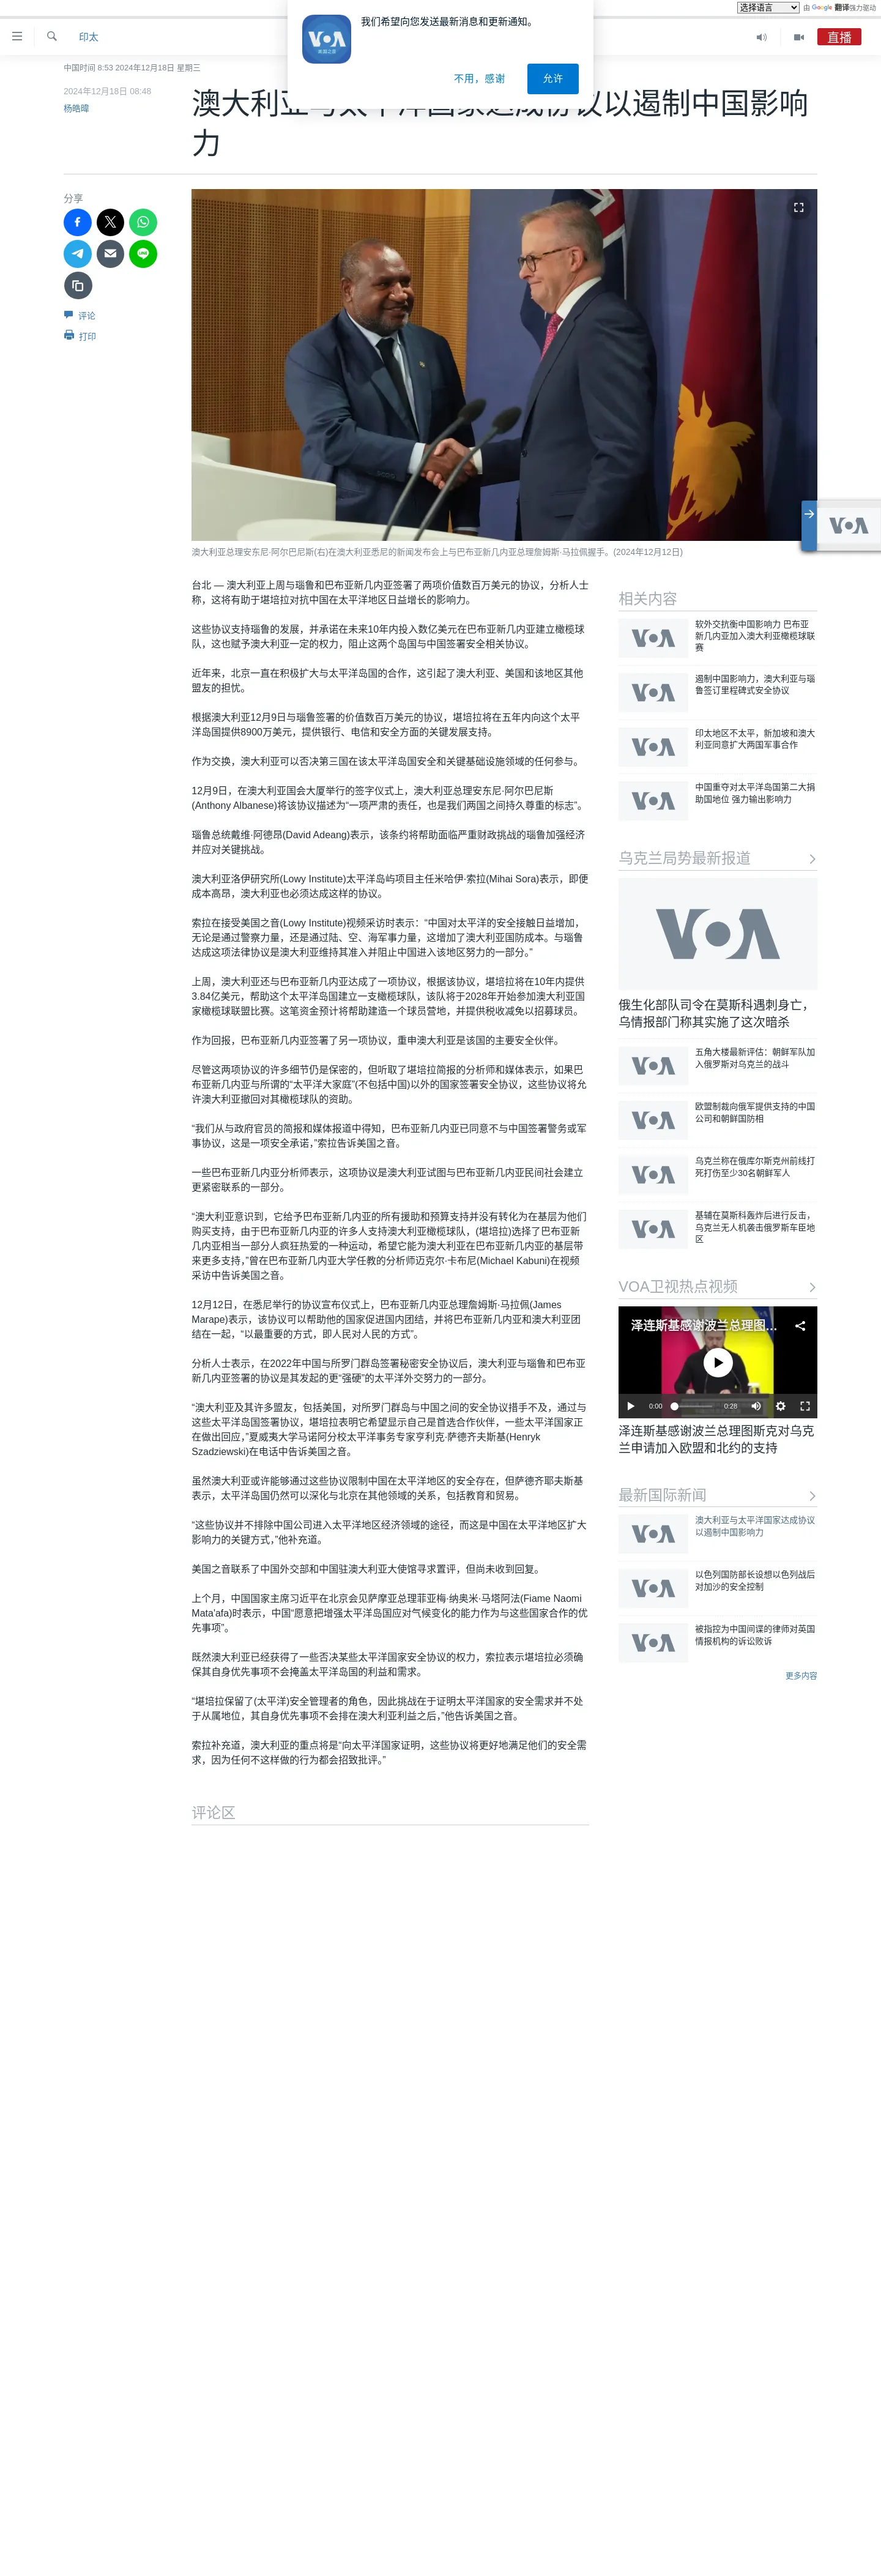 选择语言 由 Google 翻译强力驱动
我们希望向您发送最新消息和更新通知。
VOA
美国之音
不用，感谢
允许
印太
直播
中国时间 8:53 2024年12月18日 星期三
2024年12月18日 08:48
杨皓暐
澳大利亚与太平洋国家达成协议以遏制中国影响
力
分享
评论
打印
澳大利亚总理安东尼·阿尔巴尼斯(右)在澳大利亚悉尼的新闻发布会上与巴布亚新几内亚总理詹姆斯·马拉佩握手。(2024年12月12日)
VOA
台北 — 澳大利亚上周与瑙鲁和巴布亚新几内亚签署了两项价值数百万美元的协议，分析人士
称，这将有助于堪培拉对抗中国在太平洋地区日益增长的影响力。
这些协议支持瑙鲁的发展，并承诺在未来10年内投入数亿美元在巴布亚新几内亚建立橄榄球
队，这也赋予澳大利亚一定的权力，阻止这两个岛国与中国签署安全相关协议。
近年来，北京一直在积极扩大与太平洋岛国的合作，这引起了澳大利亚、美国和该地区其他
盟友的担忧。
根据澳大利亚12月9日与瑙鲁签署的价值数百万美元的协议，堪培拉将在五年内向这个太平
洋岛国提供8900万美元，提供银行、电信和安全方面的关键发展支持。
作为交换，澳大利亚可以否决第三国在该太平洋岛国安全和关键基础设施领域的任何参与。
12月9日，在澳大利亚国会大厦举行的签字仪式上，澳大利亚总理安东尼·阿尔巴尼斯
(Anthony Albanese)将该协议描述为“一项严肃的责任，也是我们两国之间持久尊重的标志”。
瑙鲁总统戴维·阿德昂(David Adeang)表示，该条约将帮助面临严重财政挑战的瑙鲁加强经济
并应对关键挑战。
澳大利亚洛伊研究所(Lowy Institute)太平洋岛屿项目主任米哈伊·索拉(Mihai Sora)表示，即便
成本高昂，澳大利亚也必须达成这样的协议。
索拉在接受美国之音(Lowy Institute)视频采访时表示：“中国对太平洋的安全接触日益增加，
无论是通过警察力量，还是通过陆、空、海军事力量，这增加了澳大利亚国防成本。与瑙鲁
达成这项法律协议是澳大利亚维持其准入并阻止中国进入该地区努力的一部分。”
上周，澳大利亚还与巴布亚新几内亚达成了一项协议，根据该协议，堪培拉将在10年内提供
3.84亿美元，帮助这个太平洋岛国建立一支橄榄球队，该队将于2028年开始参加澳大利亚国
家橄榄球联盟比赛。这笔资金预计将帮助建造一个球员营地，并提供税收减免以招募球员。
作为回报，巴布亚新几内亚签署了另一项协议，重申澳大利亚是该国的主要安全伙伴。
尽管这两项协议的许多细节仍是保密的，但听取了堪培拉简报的分析师和媒体表示，如果巴
布亚新几内亚与所谓的“太平洋大家庭”(不包括中国)以外的国家签署安全协议，这些协议将允
许澳大利亚撤回对其橄榄球队的资助。
“我们从与政府官员的简报和媒体报道中得知，巴布亚新几内亚已同意不与中国签署警务或军
事协议，这是一项安全承诺，”索拉告诉美国之音。
一些巴布亚新几内亚分析师表示，这项协议是澳大利亚试图与巴布亚新几内亚民间社会建立
更紧密联系的一部分。
“澳大利亚意识到，它给予巴布亚新几内亚的所有援助和预算支持并没有转化为在基层为他们
购买支持，由于巴布亚新几内亚的许多人支持澳大利亚橄榄球队，(堪培拉)选择了巴布亚新
几内亚相当一部分人疯狂热爱的一种运动，希望它能为澳大利亚在巴布亚新几内亚的基层带
来更多支持，”曾在巴布亚新几内亚大学任教的分析师迈克尔·卡布尼(Michael Kabuni)在视频
采访中告诉美国之音。
12月12日，在悉尼举行的协议宣布仪式上，巴布亚新几内亚总理詹姆斯·马拉佩(James
Marape)表示，该协议可以帮助他的国家促进国内团结，并将巴布亚新几内亚和澳大利亚团
结在一起，“以最重要的方式，即人民对人民的方式”。
分析人士表示，在2022年中国与所罗门群岛签署秘密安全协议后，澳大利亚与瑙鲁和巴布亚
新几内亚签署的协议是其发起的更“强硬”的太平洋外交努力的一部分。
“澳大利亚及其许多盟友，包括美国，对所罗门群岛与中国之间的安全协议措手不及，通过与
这些太平洋岛国签署协议，堪培拉表明它希望显示自己是首选合作伙伴，一些太平洋国家正
在做出回应，”夏威夷大学马诺阿分校太平洋事务专家亨利克·萨德齐夫斯基(Henryk
Szadziewski)在电话中告诉美国之音。
虽然澳大利亚或许能够通过这些协议限制中国在太平洋地区的安全存在，但萨德齐耶夫斯基
表示，太平洋岛国仍然可以深化与北京在其他领域的关系，包括教育和贸易。
“这些协议并不排除中国公司进入太平洋地区经济领域的途径，而这是中国在太平洋地区扩大
影响力的关键方式，”他补充道。
美国之音联系了中国外交部和中国驻澳大利亚大使馆寻求置评，但尚未收到回复。
上个月，中国国家主席习近平在北京会见萨摩亚总理菲亚梅·纳奥米·马塔阿法(Fiame Naomi
Mata'afa)时表示，中国“愿意把增强太平洋岛国应对气候变化的能力作为与这些国家合作的优
先事项”。
既然澳大利亚已经获得了一些否决某些太平洋国家安全协议的权力，索拉表示堪培拉必须确
保其自身优先事项不会掩盖太平洋岛国的利益和需求。
“堪培拉保留了(太平洋)安全管理者的角色，因此挑战在于证明太平洋国家的安全需求并不处
于从属地位，其自身优先事项不会排在澳大利亚利益之后，”他告诉美国之音。
索拉补充道，澳大利亚的重点将是“向太平洋国家证明，这些协议将更好地满足他们的安全需
求，因为任何不这样做的行为都会招致批评。”
评论区
相关内容
VOA
软外交抗衡中国影响力 巴布亚
新几内亚加入澳大利亚橄榄球联
赛
VOA
遏制中国影响力，澳大利亚与瑙
鲁签订里程碑式安全协议
VOA
印太地区不太平，新加坡和澳大
利亚同意扩大两国军事合作
VOA
中国重夺对太平洋岛国第二大捐
助国地位 强力输出影响力
乌克兰局势最新报道
VOA
俄生化部队司令在莫斯科遇刺身亡，
乌情报部门称其实施了这次暗杀
VOA
五角大楼最新评估：朝鲜军队加
入俄罗斯对乌克兰的战斗
VOA
欧盟制裁向俄军提供支持的中国
公司和朝鲜国防相
VOA
乌克兰称在俄库尔斯克州前线打
死打伤至少30名朝鲜军人
VOA
基辅在莫斯科轰炸后进行反击，
乌克兰无人机袭击俄罗斯车臣地
区
VOA卫视热点视频
泽连斯基感谢波兰总理图...
0:00
0:28
泽连斯基感谢波兰总理图斯克对乌克
兰申请加入欧盟和北约的支持
最新国际新闻
VOA
澳大利亚与太平洋国家达成协议
以遏制中国影响力
VOA
以色列国防部长设想以色列战后
对加沙的安全控制
VOA
被指控为中国间谍的律师对英国
情报机构的诉讼败诉
更多内容